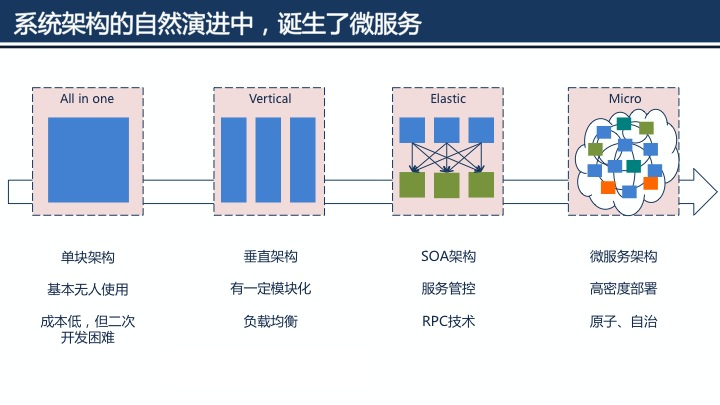 系统架构的自然演进中，诞生了微服务
All in one
Vertical
Elastic
Micro
单块架构
垂直架构
SOA架构
微服务架构
基本无人使用
有一定模块化
服务管控
高密度部署
成本低，但二次
开发困难
负载均衡
RPC技术
原子、自治